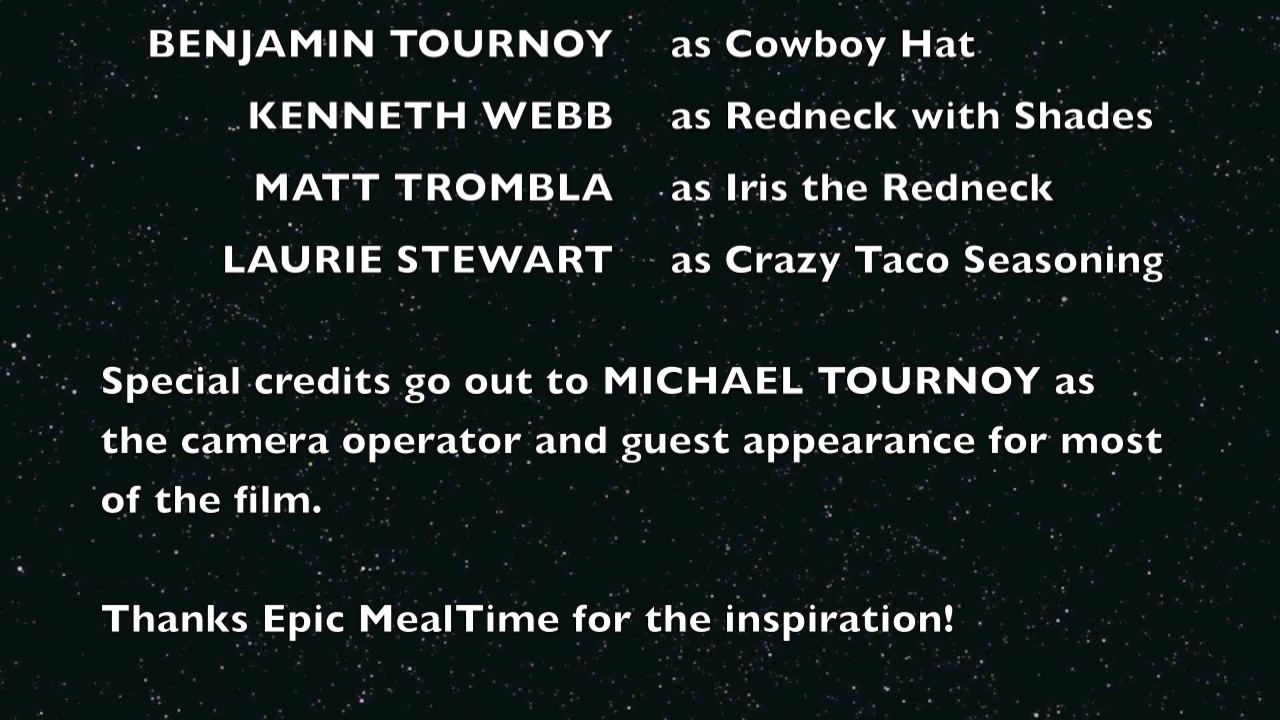 BENJAMIN TOURNOY as Cowboy Hat
KENNETH WEBB as Redneck with Shades
MATT TROMBLA as Iris the Redneck
LAURIE STEWART as Crazy Taco Seasoning
Special credits go out to MICHAEL TOURNOY as
the camera operator and guest appearance for most
of the film.
Thanks Epic MealTime for the inspiration!